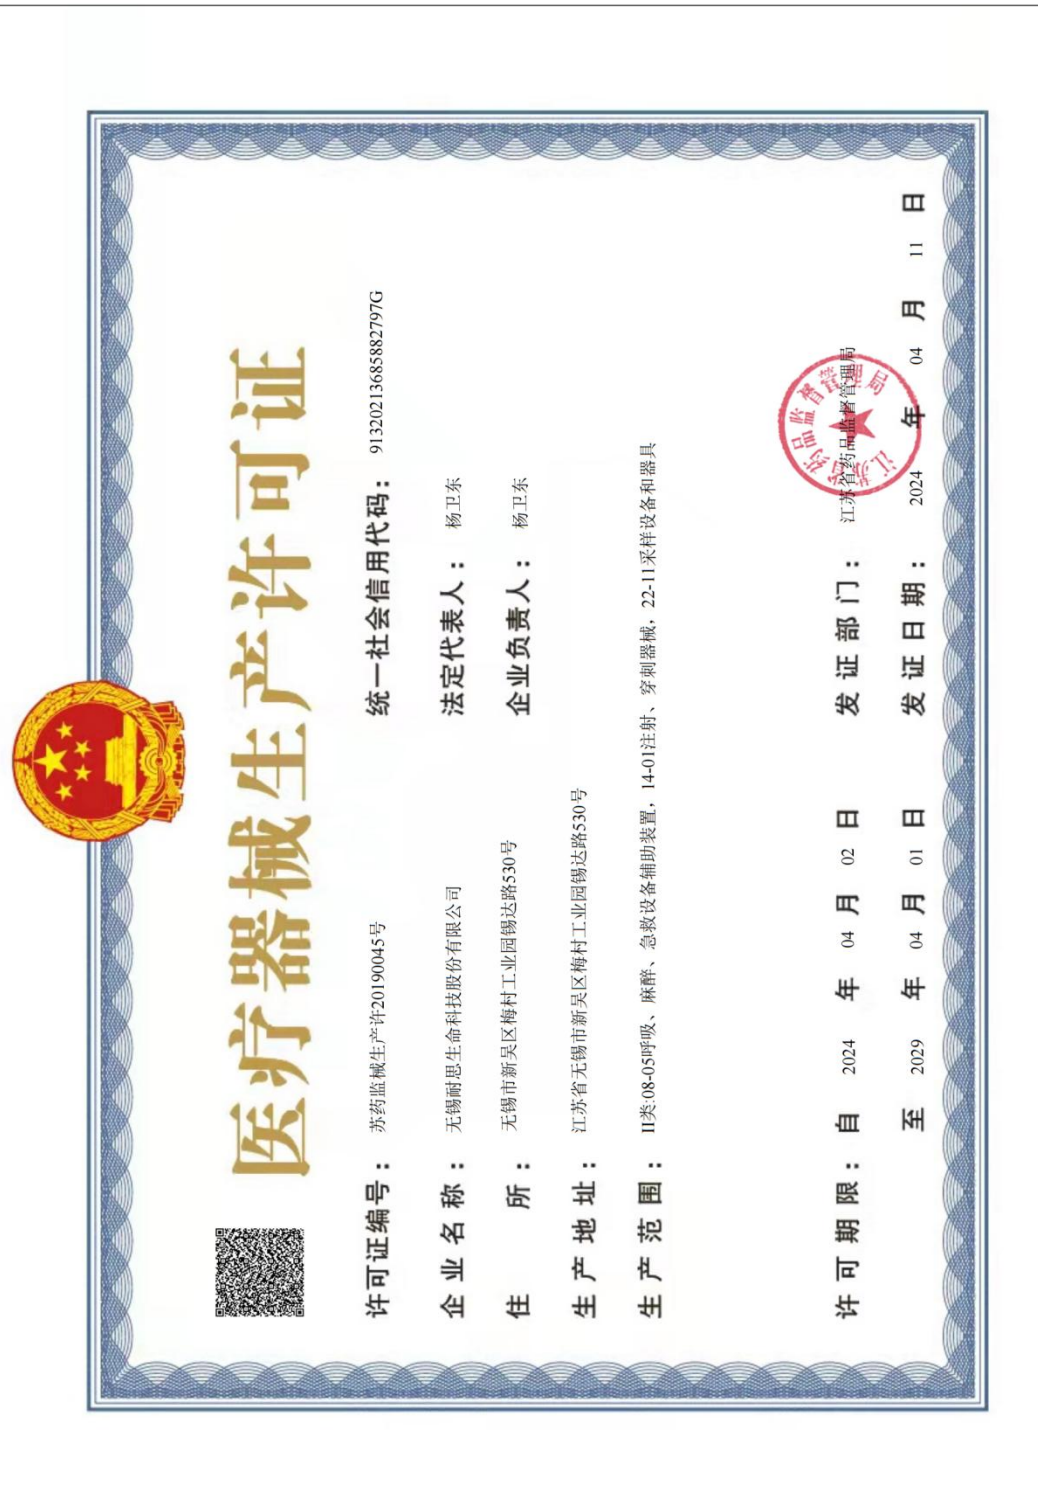 医疗器械生产许可证
许可证编号：苏药监械生产许20190045号 统一社会信用代码：91320213685882797G
企业名称：无锡耐思生命科技股份有限公司 法定代表人：杨卫东
住所：无锡市新吴区梅村工业园锡达路530号 企业负责人：杨卫东
生产地址：江苏省无锡市新吴区梅村工业园锡达路530号
生产范围：II类:08-05呼吸、麻醉、急救设备辅助装置，14-01注射、穿刺器械，22-11采样设备和器具
许可期限：自 2024 年 04 月 02 日 发证部门：江苏省药品监督管理局
至 2029 年 04 月 01 日 发证日期：2024 年 04 月 11 日
江苏省药品监督管理局